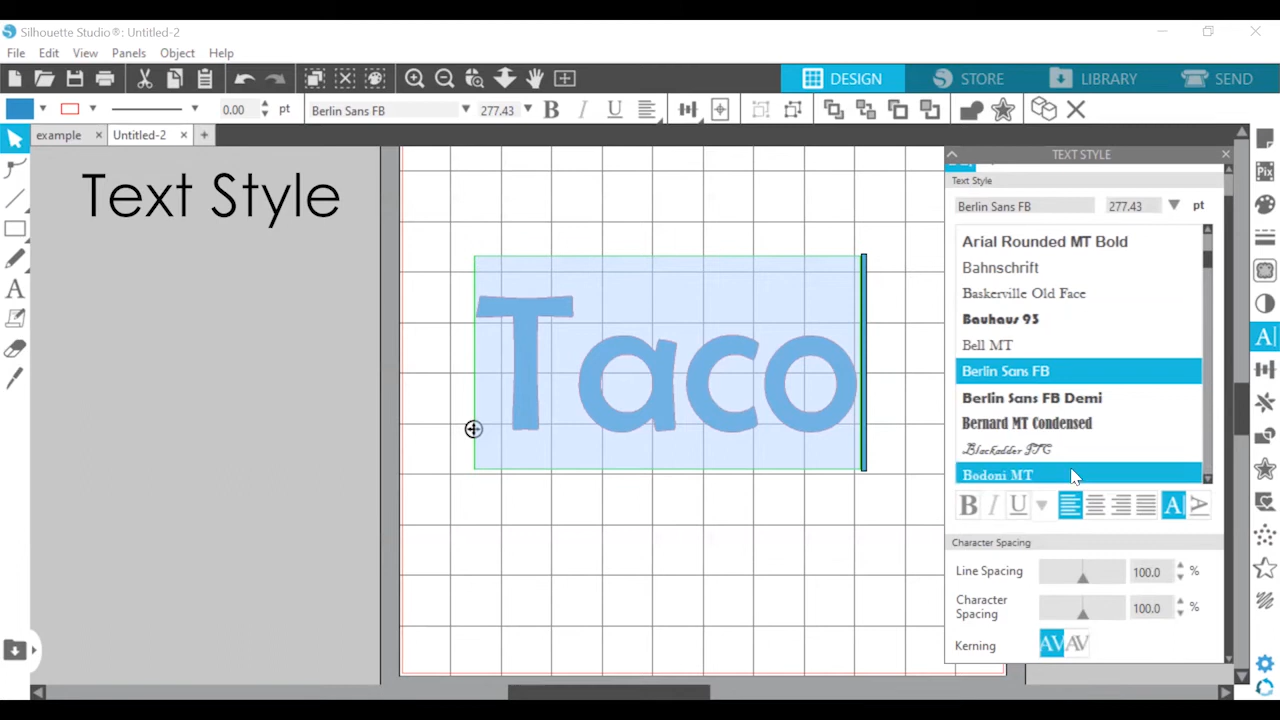 Silhouette Studio®: Untitled-2
File Edit View Panels Object Help
DESIGN STORE LIBRARY SEND
0.00 pt Berlin Sans FB 277.43 B I U
example × Untitled-2 × +
Text Style
Taco
TEXT STYLE
Text Style
Berlin Sans FB 277.43 pt
Arial Rounded MT Bold
Bahnschrift
Baskerville Old Face
Bauhaus 93
Bell MT
Berlin Sans FB
Berlin Sans FB Demi
Bernard MT Condensed
Blackadder ITC
Bodoni MT
B I U A A
Character Spacing
Line Spacing 100.0 %
Character Spacing 100.0 %
Kerning AV AV
Pix
A
A